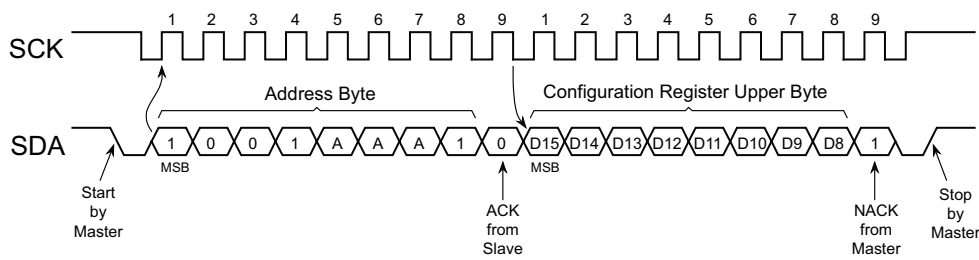 1 2 3 4 5 6 7 8 9 1 2 3 4 5 6 7 8 9
SCK
Address Byte Configuration Register Upper Byte
SDA 1 0 0 1 A A A 1 0 D15 D14 D13 D12 D11 D10 D9 D8 1
MSB MSB
Start
by
Master
ACK
from
Slave
NACK
from
Master
Stop
by
Master